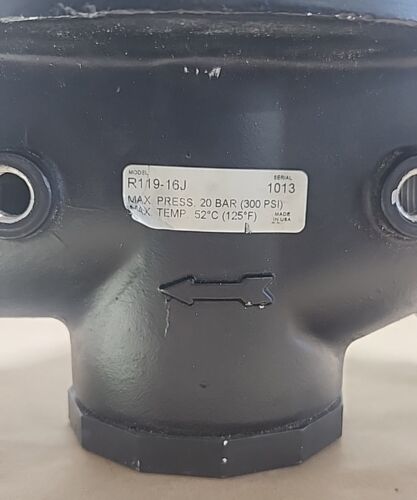 MODEL SERIAL
R119-16J 1013
MAX. PRESS. 20 BAR (300 PSI)
MAX. TEMP. 52°C (125°F) MADE IN USA